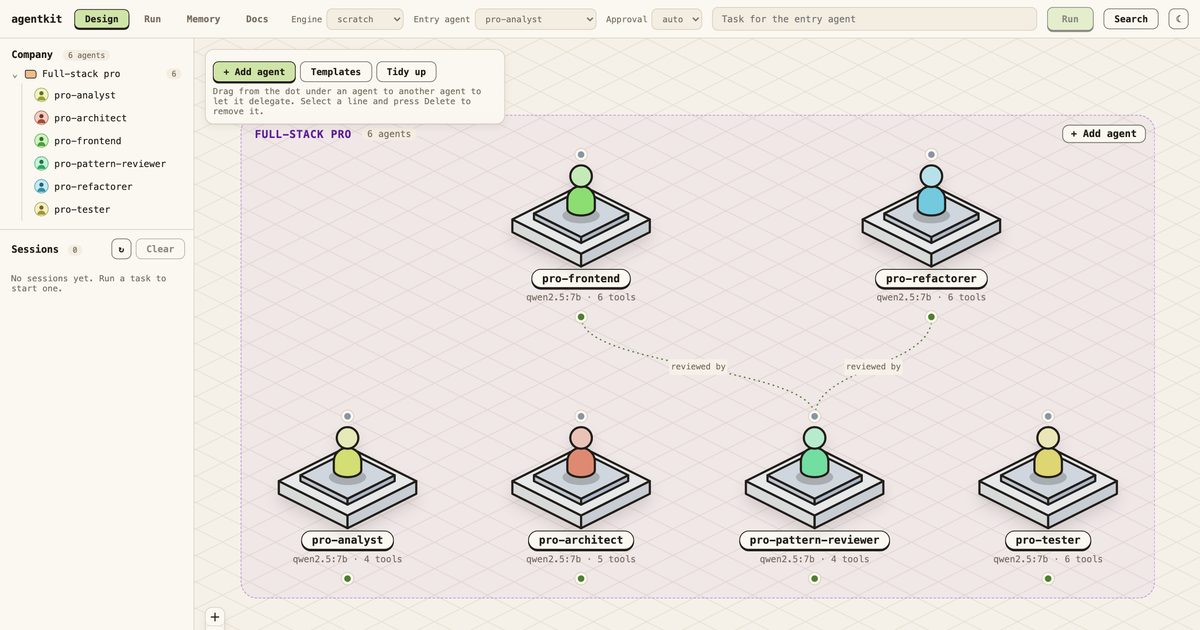 agentkit
Design
Run
Memory
Docs
Engine
scratch
Entry agent
pro-analyst
Approval
auto
Task for the entry agent
Run
Search
Company
6 agents
Full-stack pro
6
pro-analyst
pro-architect
pro-frontend
pro-pattern-reviewer
pro-refactorer
pro-tester
Sessions
0
Clear
No sessions yet. Run a task to
start one.
+ Add agent
Templates
Tidy up
Drag from the dot under an agent to another agent to
let it delegate. Select a line and press Delete to
remove it.
FULL-STACK PRO
6 agents
+ Add agent
pro-frontend
qwen2.5:7b · 6 tools
pro-refactorer
qwen2.5:7b · 6 tools
reviewed by
reviewed by
pro-analyst
qwen2.5:7b · 4 tools
pro-architect
qwen2.5:7b · 5 tools
pro-pattern-reviewer
qwen2.5:7b · 4 tools
pro-tester
qwen2.5:7b · 6 tools
+